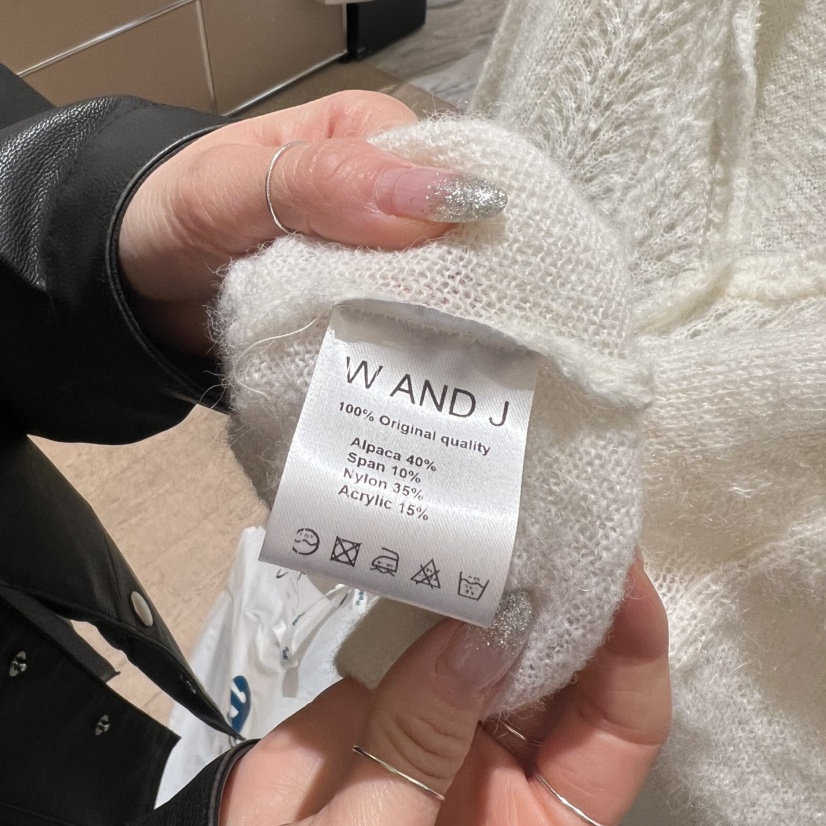 W AND J
100% Original quality
Alpaca 40%
Span 10%
Nylon 35%
Acrylic 15%